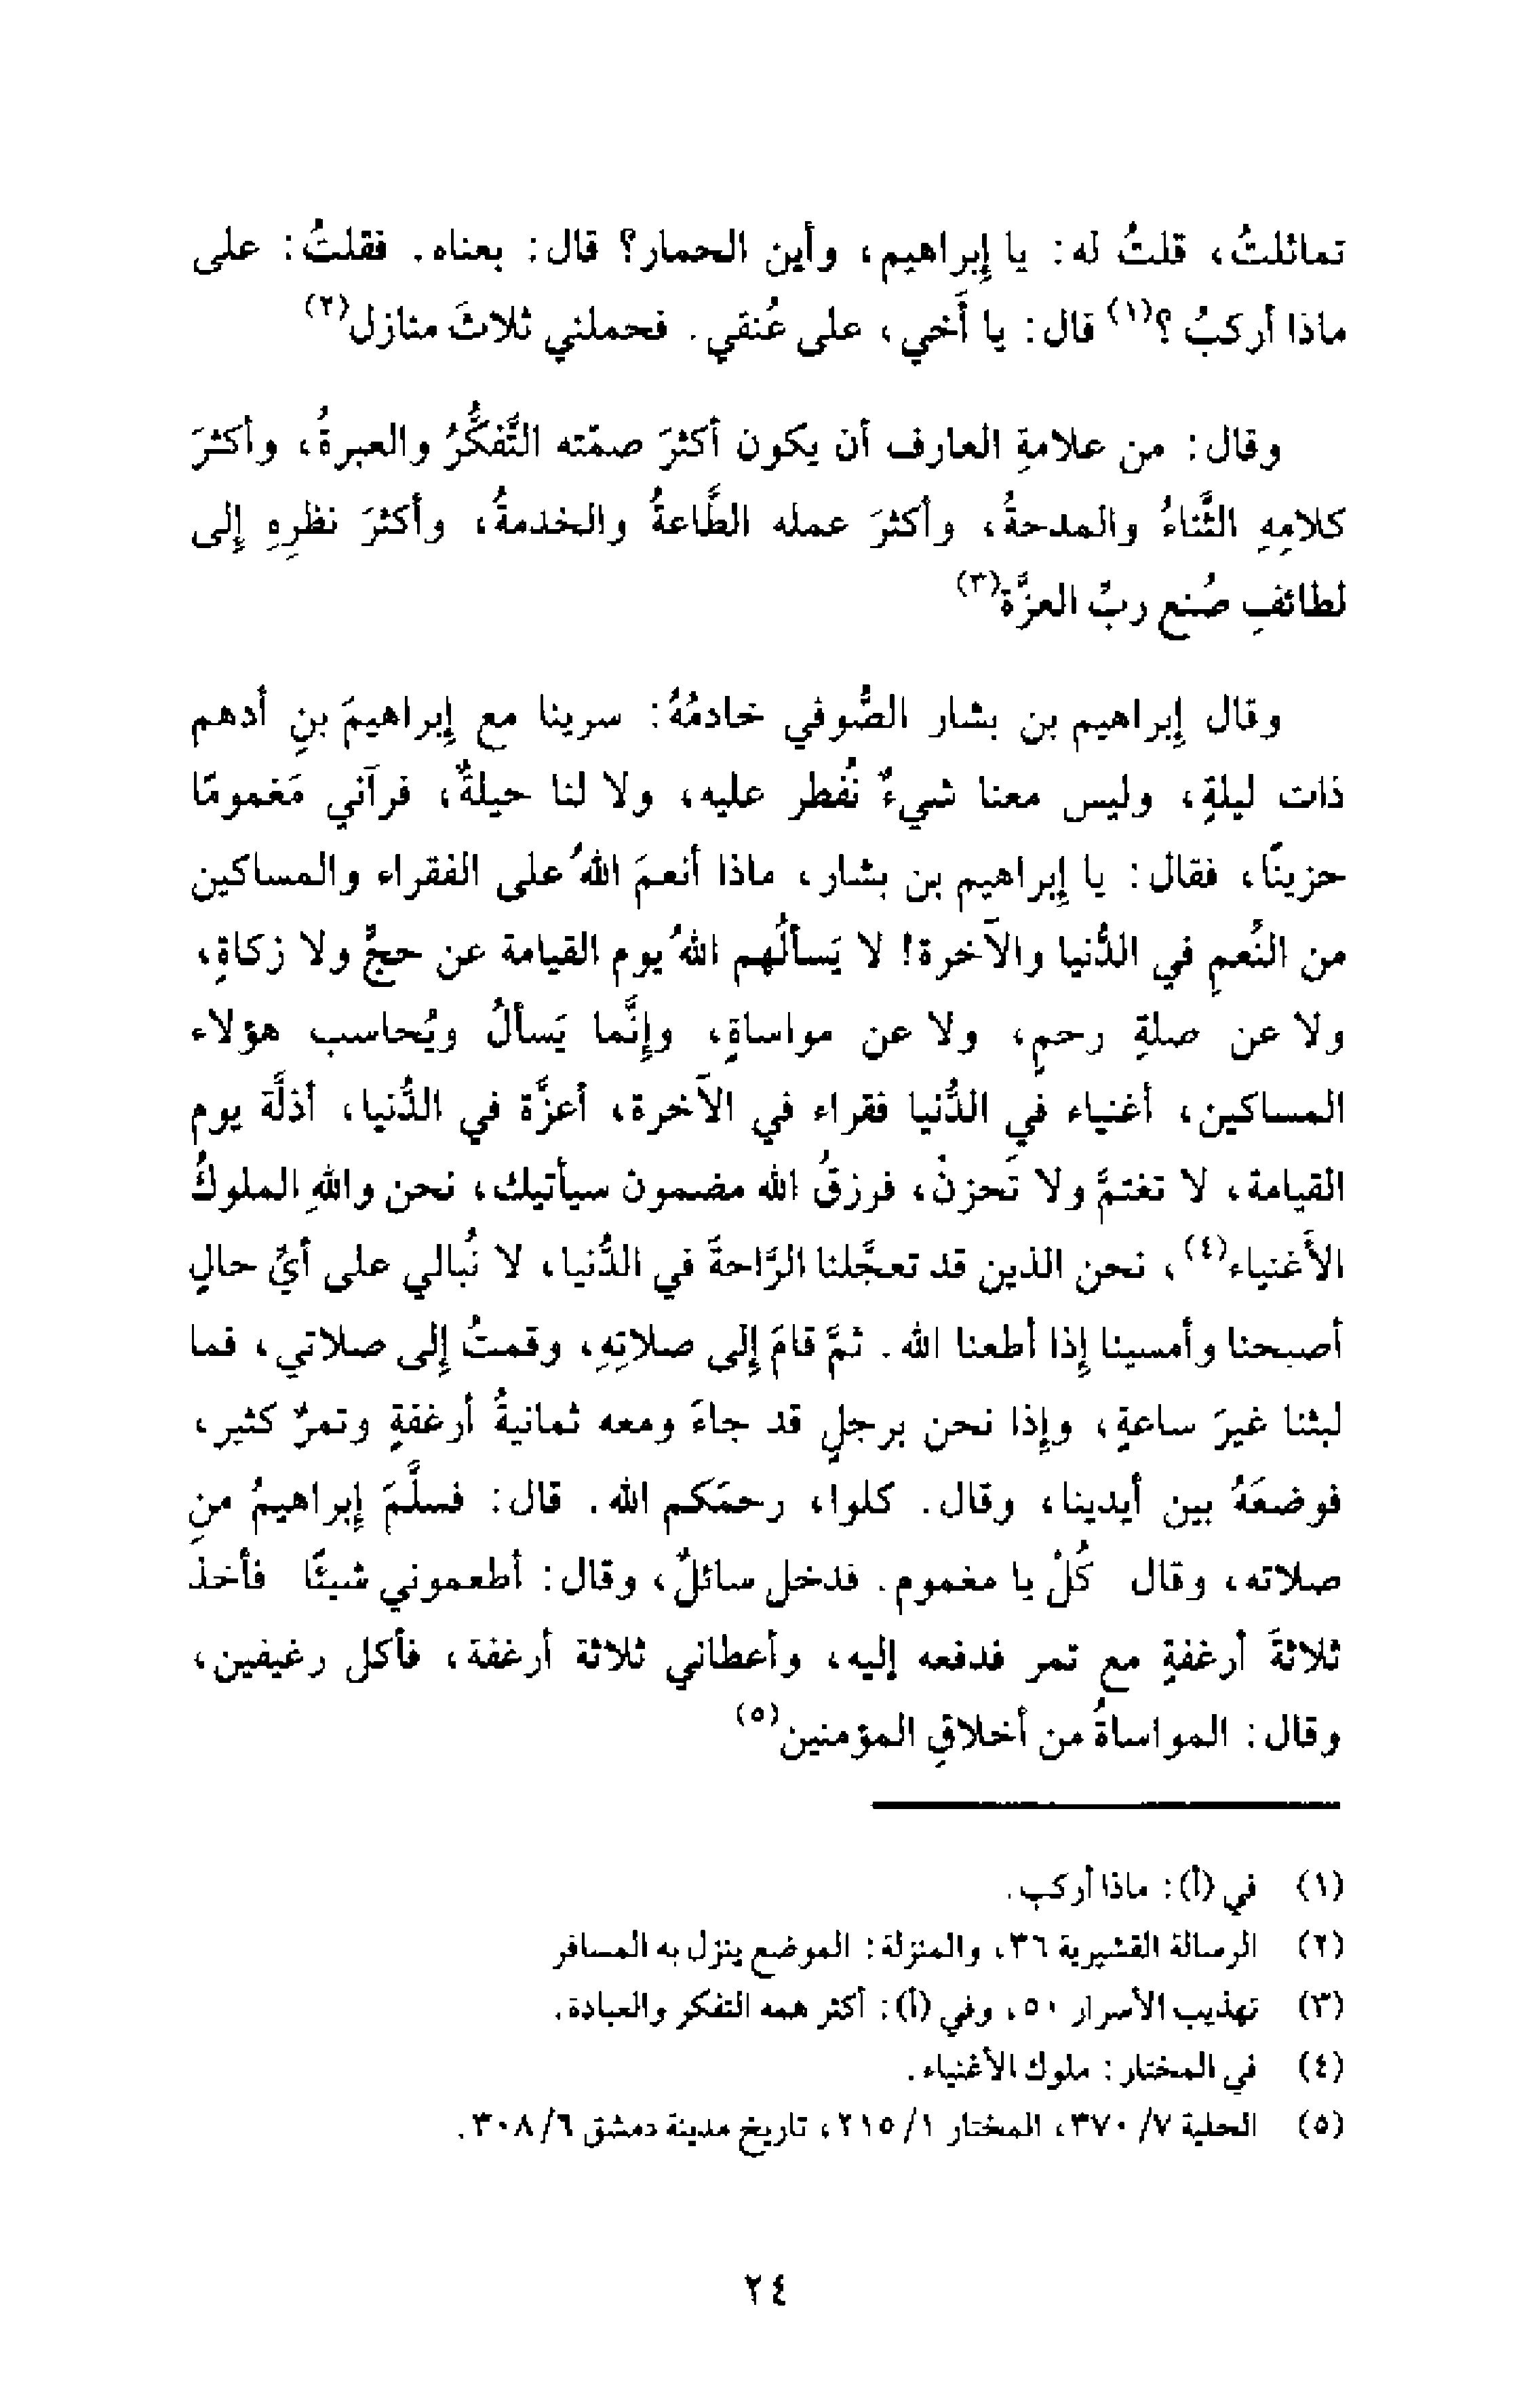 تماثلتُ، قلتُ له: يا إبراهيم، وأين الحمار؟ قال: بعناه. فقلتُ: على
ماذا أركبُ؟(١) قال: يا أخي، على عُنقي. فحملني ثلاثَ منازل(٢)
وقال: من علامةِ العارف أن يكون أكثرَ صمّته التَّفكُّرُ والعبرةُ، وأكثرَ
كلامِهِ الثَّناءُ والمدحةُ، وأكثرَ عمله الطَّاعةُ والخدمةُ، وأكثرَ نظرِهِ إلى
لطائفِ صُنع ربِّ العزَّة(٣)
وقال إبراهيم بن بشار الصُّوفي خادمُهُ: سرينا مع إبراهيمَ بنِ أدهم
ذات ليلةٍ، وليس معنا شيءٌ نُفطر عليه، ولا لنا حيلةٌ، فرآني مَغمومًا
حزينًا، فقال: يا إبراهيم بن بشار، ماذا أنعمَ اللهُ على الفقراء والمساكين
من النُّعمِ في الدُّنيا والآخرة! لا يَسألُهم اللهُ يوم القيامة عن حجٍّ ولا زكاةٍ،
ولا عن صلةِ رحمٍ، ولا عن مواساةٍ، وإنَّما يَسألُ ويُحاسب هؤلاء
المساكين، أغنياء في الدُّنيا فقراء في الآخرة، أعزَّة في الدُّنيا، أذلَّة يوم
القيامة، لا تغتمَّ ولا تَحزنْ، فرزقُ الله مضمون سيأتيك، نحن واللهِ الملوكُ
الأغنياء(٤)، نحن الذين قد تعجَّلنا الرَّاحةَ في الدُّنيا، لا نُبالي على أيِّ حالٍ
أصبحنا وأمسينا إذا أطعنا الله. ثمَّ قامَ إلى صلاتِهِ، وقمتُ إلى صلاتي، فما
لبثنا غيرَ ساعةٍ، وإذا نحن برجلٍ قد جاءَ ومعه ثمانيةُ أرغفةٍ وتمرٌ كثير،
فوضعَهُ بين أيدينا، وقال. كلوا، رحمَكم الله. قال: فسلَّمَ إبراهيمُ منِ
صلاته، وقال كُلْ يا مغموم. فدخل سائلٌ، وقال: أطعموني شيئًا فأخذ
ثلاثةَ أرغفةٍ مع تمر فدفعه إليه، وأعطاني ثلاثة أرغفة، فأكل رغيفين،
وقال: المواساةُ من أخلاقِ المؤمنين(٥)
(١) في (أ): ماذا أركب.
(٢) الرسالة القشيرية ٣٦، والمنزلة: الموضع ينزل به المسافر
(٣) تهذيب الأسرار ٥٠، وفي (أ): أكثر همه التفكر والعبادة.
(٤) في المختار: ملوك الأغنياء.
(٥) الحلية ٧/ ٣٧٠، المختار ١/ ٢١٥، تاريخ مدينة دمشق ٦/ ٣٠٨.
٢٤